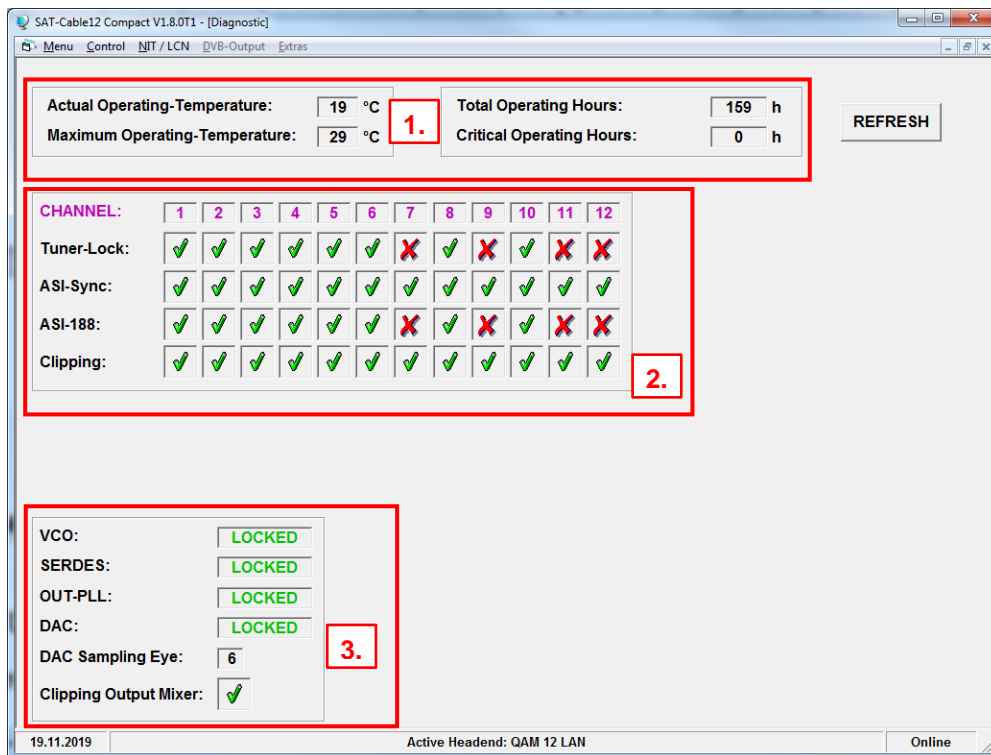 SAT-Cable12 Compact V1.8.0T1 - [Diagnostic]
Menu Control NIT / LCN DVB-Output Extras
Actual Operating-Temperature: 19 °C
Maximum Operating-Temperature: 29 °C
1.
Total Operating Hours: 159 h
Critical Operating Hours: 0 h
REFRESH
CHANNEL: 1 2 3 4 5 6 7 8 9 10 11 12
Tuner-Lock:
ASI-Sync:
ASI-188:
Clipping:
2.
VCO: LOCKED
SERDES: LOCKED
OUT-PLL: LOCKED
DAC: LOCKED
DAC Sampling Eye: 6
Clipping Output Mixer:
3.
19.11.2019 Active Headend: QAM 12 LAN Online